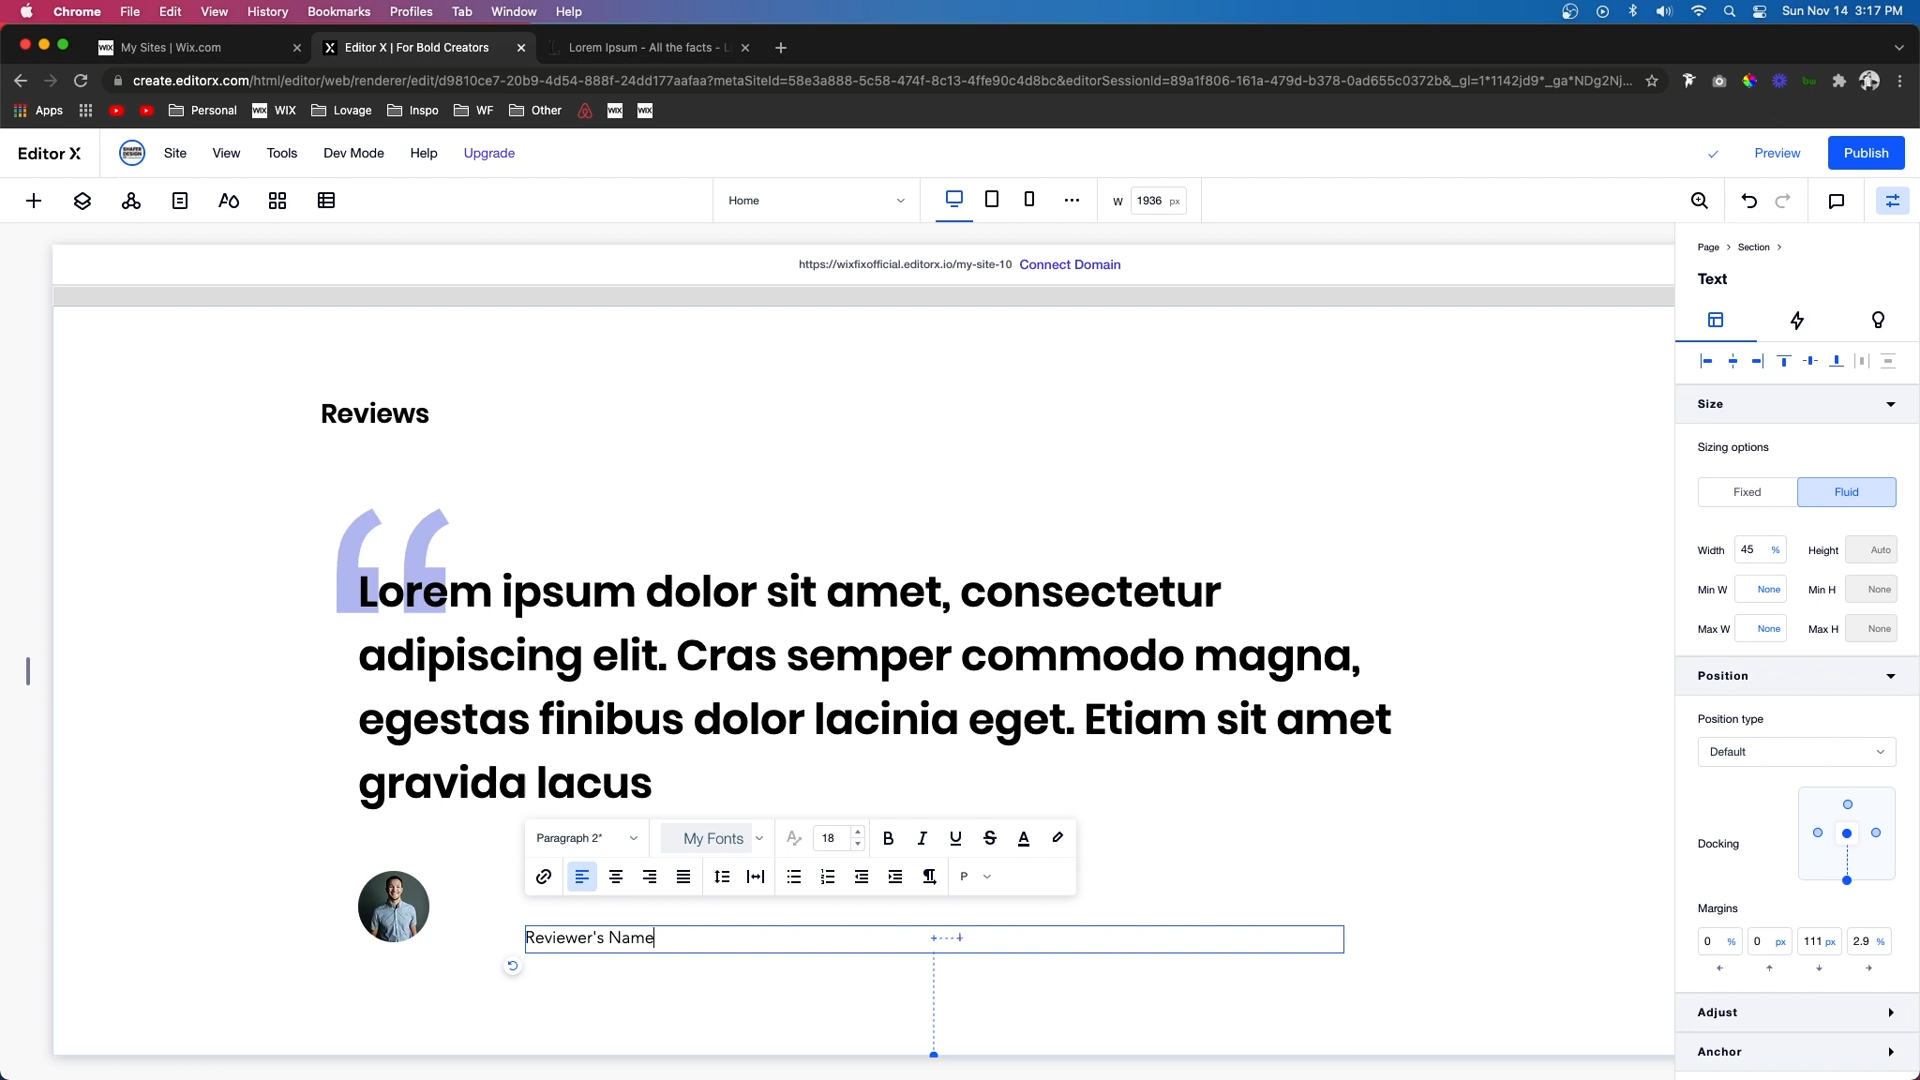 Chrome File Edit View History Bookmarks Profiles Tab Window Help Sun Nov 14 3:17 PM
WIX My Sites | Wix.com X Editor X | For Bold Creators Lorem Ipsum - All the facts - L
create.editorx.com/html/editor/web/renderer/edit/d9810ce7-20b9-4d54-888f-24dd177aafaa?metaSiteId=58e3a888-5c58-474f-8c13-4ffe90c4d8bc&editorSessionId=89a1f806-161a-479d-b378-0ad655c0372b&_gl=1*1142jd9*_ga*NDg2Nj...
Apps Personal WIX WIX Lovage Inspo WF Other WIX WIX
Editor X Site View Tools Dev Mode Help Upgrade Preview Publish
Home W 1936 px
https://wixfixofficial.editorx.io/my-site-10 Connect Domain
Reviews
“
Lorem ipsum dolor sit amet, consectetur
adipiscing elit. Cras semper commodo magna,
egestas finibus dolor lacinia eget. Etiam sit amet
gravida lacus
Paragraph 2* My Fonts 18 B I U S A
P
Reviewer's Name
Page > Section >
Text
Size
Sizing options
Fixed Fluid
Width 45 % Height Auto
Min W None Min H None
Max W None Max H None
Position
Position type
Default
Docking
Margins
0 % 0 px 111 px 2.9 %
Adjust
Anchor